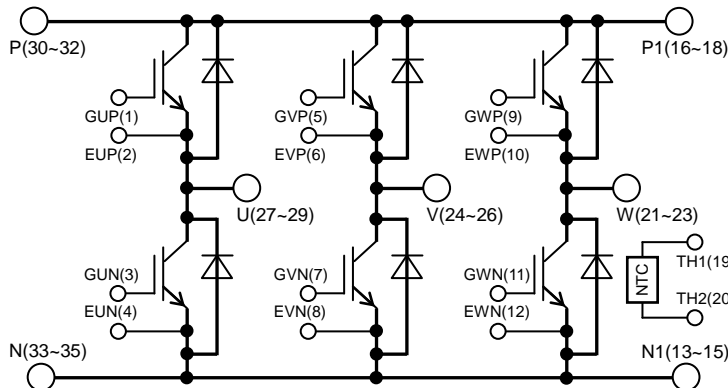 P(30~32)
P1(16~18)
GUP(1)
GVP(5)
GWP(9)
EUP(2)
EVP(6)
EWP(10)
U(27~29)
V(24~26)
W(21~23)
GUN(3)
GVN(7)
GWN(11)
NTC
TH1(19
EUN(4)
EVN(8)
EWN(12)
TH2(20
N(33~35)
N1(13~15)